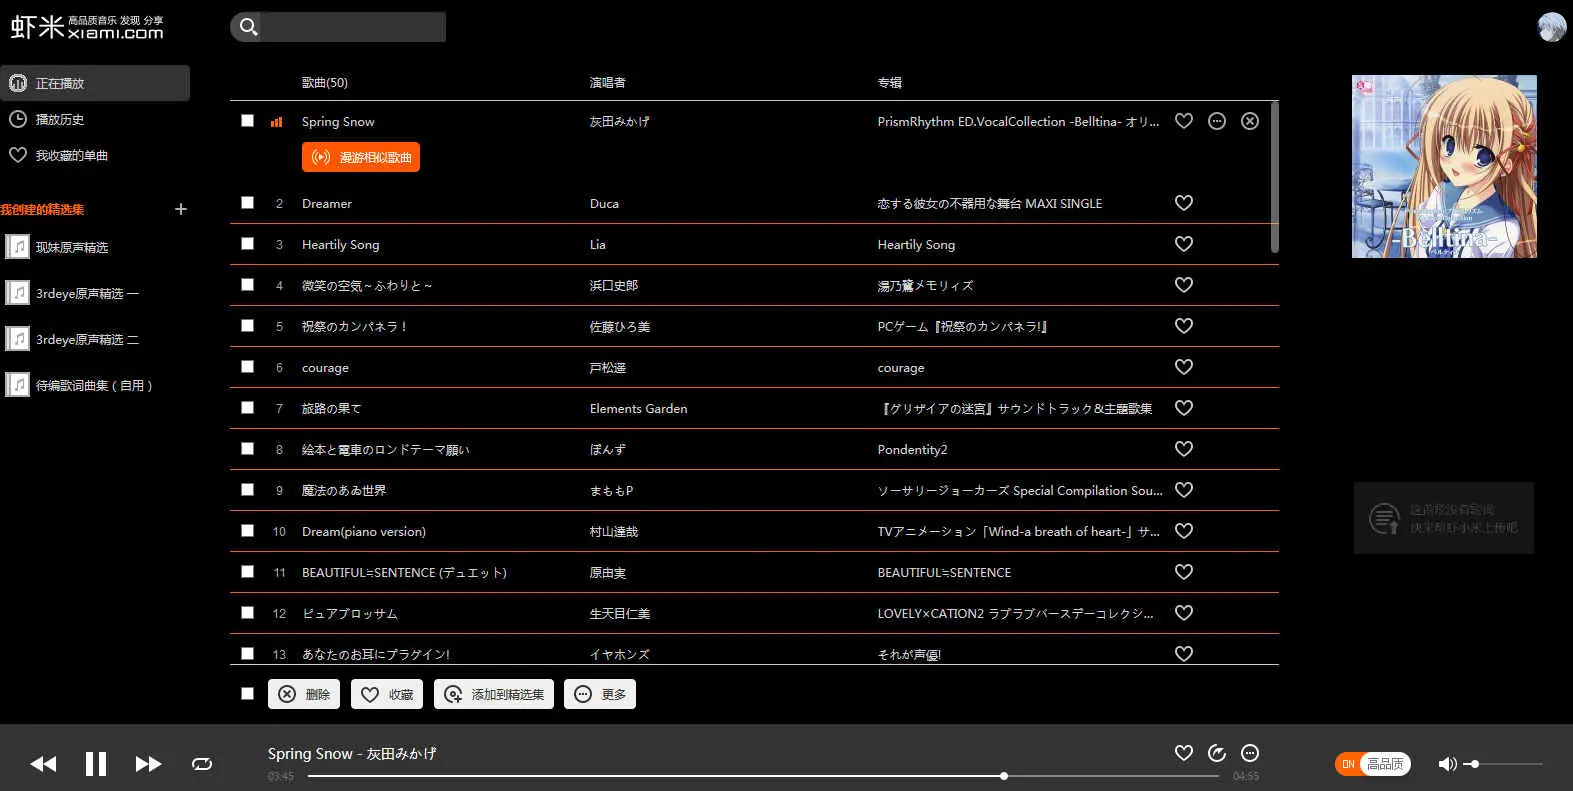 虾米 高品质音乐 发现 分享
xiami.com
正在播放
播放历史
我收藏的单曲
我创建的精选集 +
现妹原声精选
3rdeye原声精选 一
3rdeye原声精选 二
待编歌词曲集（自用）
歌曲(50) 演唱者 专辑
Spring Snow 灰田みかげ PrismRhythm ED.VocalCollection -Belltina- オリ...
漫游相似歌曲
2 Dreamer Duca 恋する彼女の不器用な舞台 MAXI SINGLE
3 Heartily Song Lia Heartily Song
4 微笑の空気～ふわりと～ 浜口史郎 湯乃鷺メモリィズ
5 祝祭のカンパネラ！ 佐藤ひろ美 PCゲーム『祝祭のカンパネラ!』
6 courage 戸松遥 courage
7 旅路の果て Elements Garden 『グリザイアの迷宮』サウンドトラック&主題歌集
8 絵本と電車のロンドテーマ願い ぽんず Pondentity2
9 魔法のあゐ世界 まももP ソーサリージョーカーズ Special Compilation Sou...
10 Dream(piano version) 村山達哉 TVアニメーション「Wind-a breath of heart-」サ...
11 BEAUTIFUL≒SENTENCE (デュエット) 原由実 BEAUTIFUL≒SENTENCE
12 ピュアブロッサム 生天目仁美 LOVELY×CATION2 ラブラブバースデーコレクシ...
13 あなたのお耳にプラグイン! イヤホンズ それが声優!
删除 收藏 添加到精选集 更多
-Belltina-
这首歌没有歌词
快来帮虾小米上传吧
Spring Snow - 灰田みかげ
03:45 04:55
ON 高品质